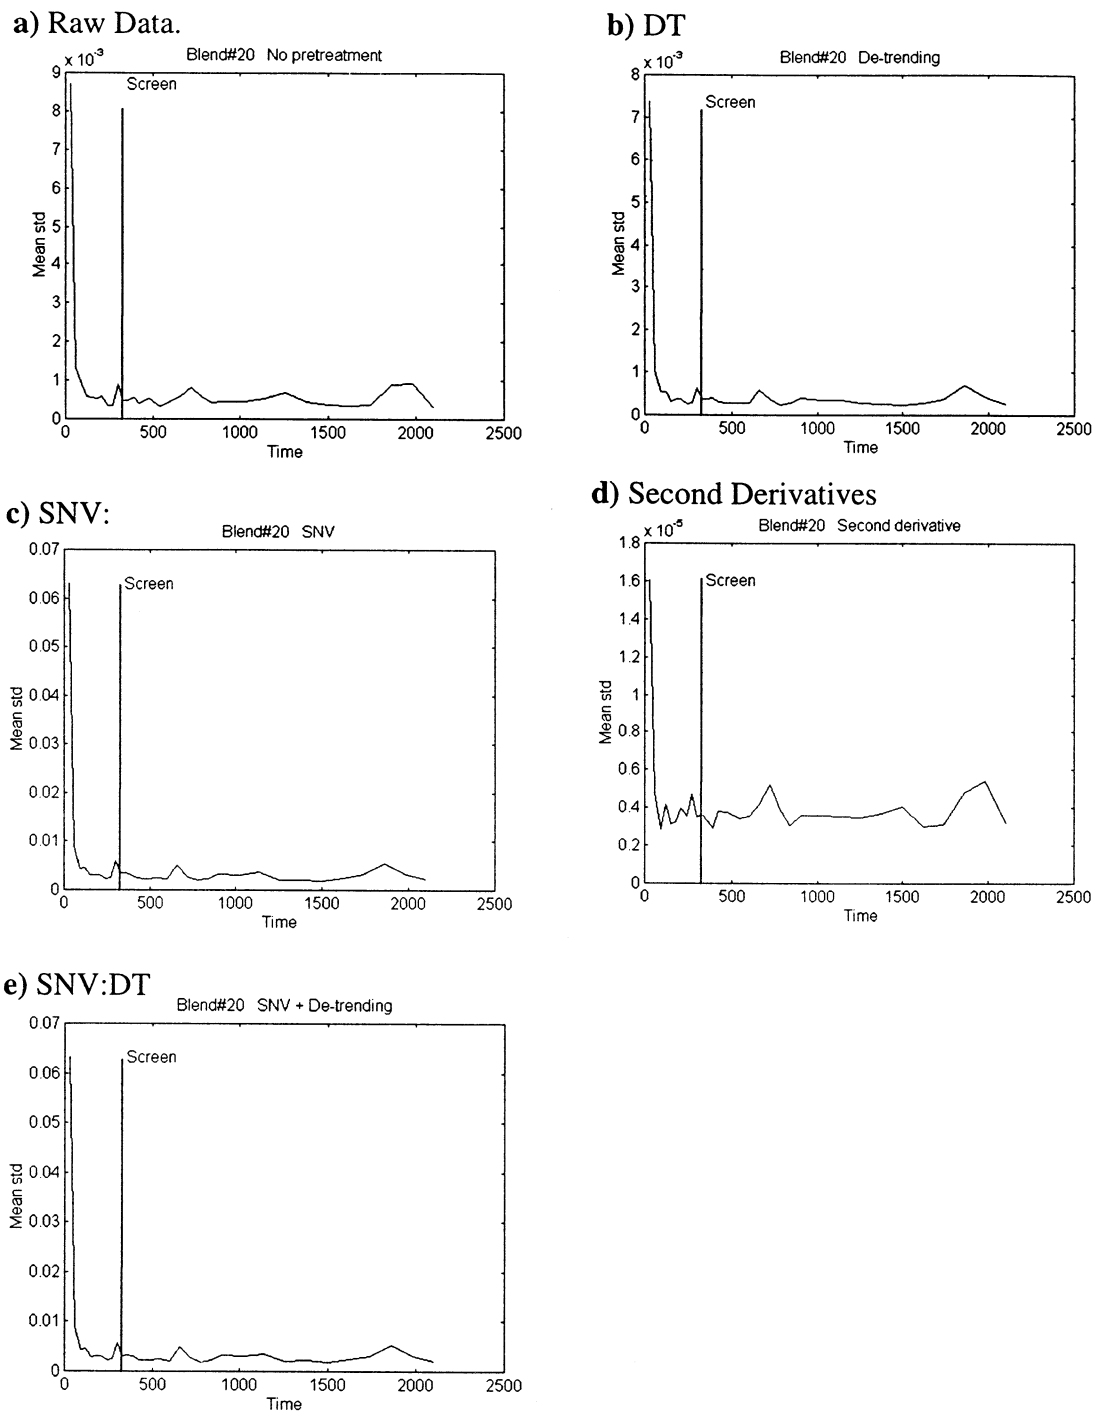 a) Raw Data.
Blend#20 No pretreatment
x 10-3
9
8
7
6
5
4
3
2
1
0
Mean std
Screen
0 500 1000 1500 2000 2500
Time
b) DT
Blend#20 De-trending
x 10-3
8
7
6
5
4
3
2
1
0
Mean std
Screen
0 500 1000 1500 2000 2500
Time
c) SNV:
Blend#20 SNV
0.07
0.06
0.05
0.04
0.03
0.02
0.01
0
Mean std
Screen
0 500 1000 1500 2000 2500
Time
d) Second Derivatives
Blend#20 Second derivative
x 10-5
1.8
1.6
1.4
1.2
1
0.8
0.6
0.4
0.2
0
Mean std
Screen
0 500 1000 1500 2000 2500
Time
e) SNV:DT
Blend#20 SNV + De-trending
0.07
0.06
0.05
0.04
0.03
0.02
0.01
0
Mean std
Screen
0 500 1000 1500 2000 2500
Time